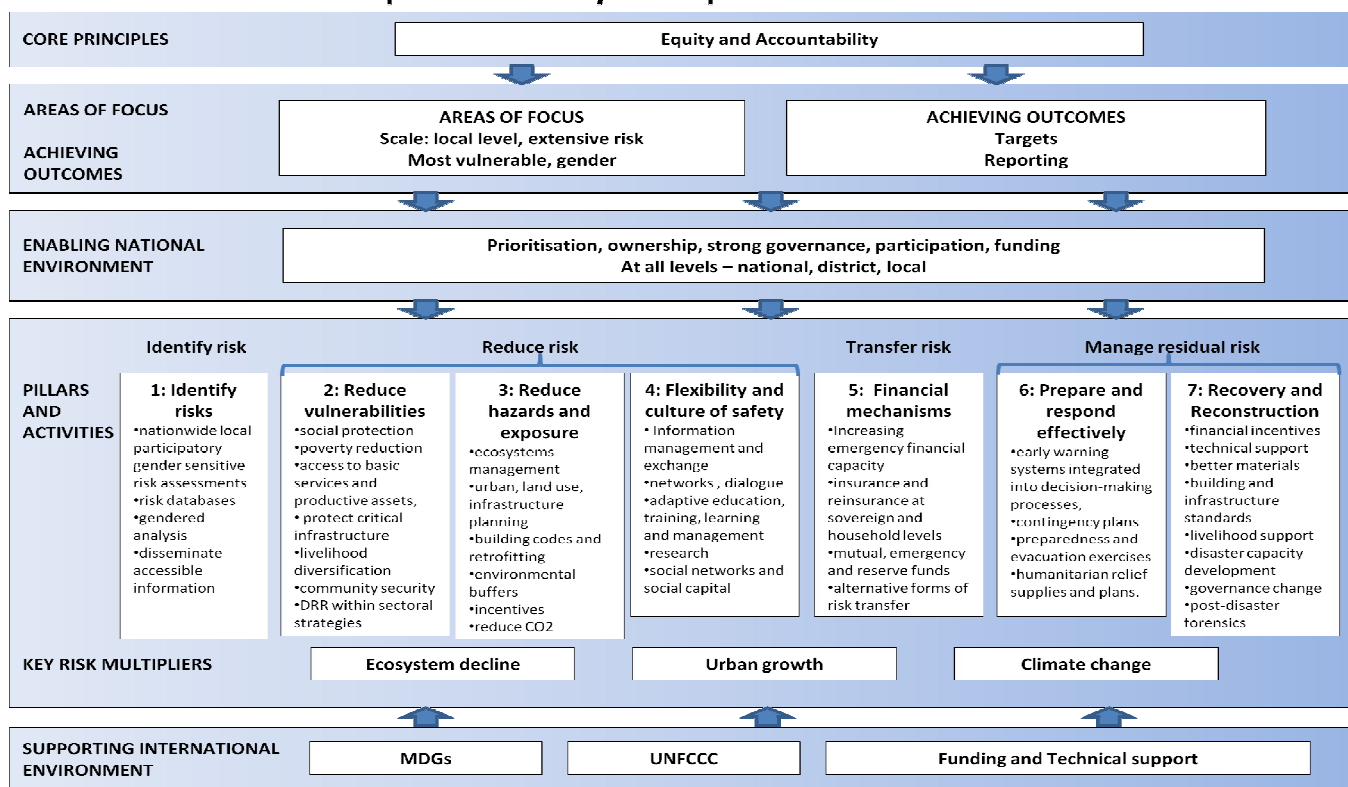 CORE PRINCIPLES
Equity and Accountability
AREAS OF FOCUS
ACHIEVING
OUTCOMES
AREAS OF FOCUS
Scale: local level, extensive risk
Most vulnerable, gender
ACHIEVING OUTCOMES
Targets
Reporting
ENABLING NATIONAL
ENVIRONMENT
Prioritisation, ownership, strong governance, participation, funding
At all levels – national, district, local
Identify risk
Reduce risk
Transfer risk
Manage residual risk
PILLARS
AND
ACTIVITIES
1: Identify
risks
•nationwide local
participatory
gender sensitive
risk assessments
•risk databases
•gendered
analysis
•disseminate
accessible
information
2: Reduce
vulnerabilities
•social protection
•poverty reduction
•access to basic
services and
productive assets,
• protect critical
infrastructure
•livelihood
diversification
•community security
•DRR within sectoral
strategies
3: Reduce
hazards and
exposure
•ecosystems
management
•urban, land use,
infrastructure
planning
•building codes and
retrofitting
•environmental
buffers
•incentives
•reduce CO2
4: Flexibility and
culture of safety
• Information
management and
exchange
•networks , dialogue
•adaptive education,
training, learning
and management
•research
•social networks and
social capital
5: Financial
mechanisms
•Increasing
emergency financial
capacity
•insurance and
reinsurance at
sovereign and
household levels
•mutual, emergency
and reserve funds
•alternative forms of
risk transfer
6: Prepare and
respond
effectively
•early warning
systems integrated
into decision-making
processes,
•contingency plans
•preparedness and
evacuation exercises
•humanitarian relief
supplies and plans.
7: Recovery and
Reconstruction
•financial incentives
•technical support
•better materials
•building and
infrastructure
standards
•livelihood support
•disaster capacity
development
•governance change
•post-disaster
forensics
KEY RISK MULTIPLIERS
Ecosystem decline
Urban growth
Climate change
SUPPORTING INTERNATIONAL
ENVIRONMENT
MDGs
UNFCCC
Funding and Technical support